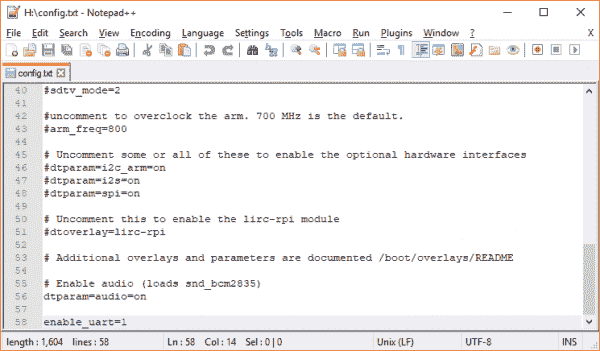 H:\config.txt - Notepad++
File Edit Search View Encoding Language Settings Tools Macro Run Plugins Window ? X
config.txt
40 #sdtv_mode=2
41
42 #uncomment to overclock the arm. 700 MHz is the default.
43 #arm_freq=800
44
45 # Uncomment some or all of these to enable the optional hardware interfaces
46 #dtparam=i2c_arm=on
47 #dtparam=i2s=on
48 #dtparam=spi=on
49
50 # Uncomment this to enable the lirc-rpi module
51 #dtoverlay=lirc-rpi
52
53 # Additional overlays and parameters are documented /boot/overlays/README
54
55 # Enable audio (loads snd_bcm2835)
56 dtparam=audio=on
57
58 enable_uart=1
length : 1,604 lines : 58 Ln : 58 Col : 14 Sel : 0 | 0 Unix (LF) UTF-8 INS